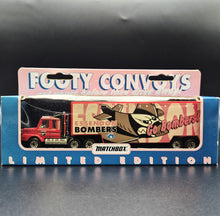 FOOTY CONVOYS
ESSENDON
BOMBERS
Go Bombers!
MATCHBOX
LIMITED EDITION